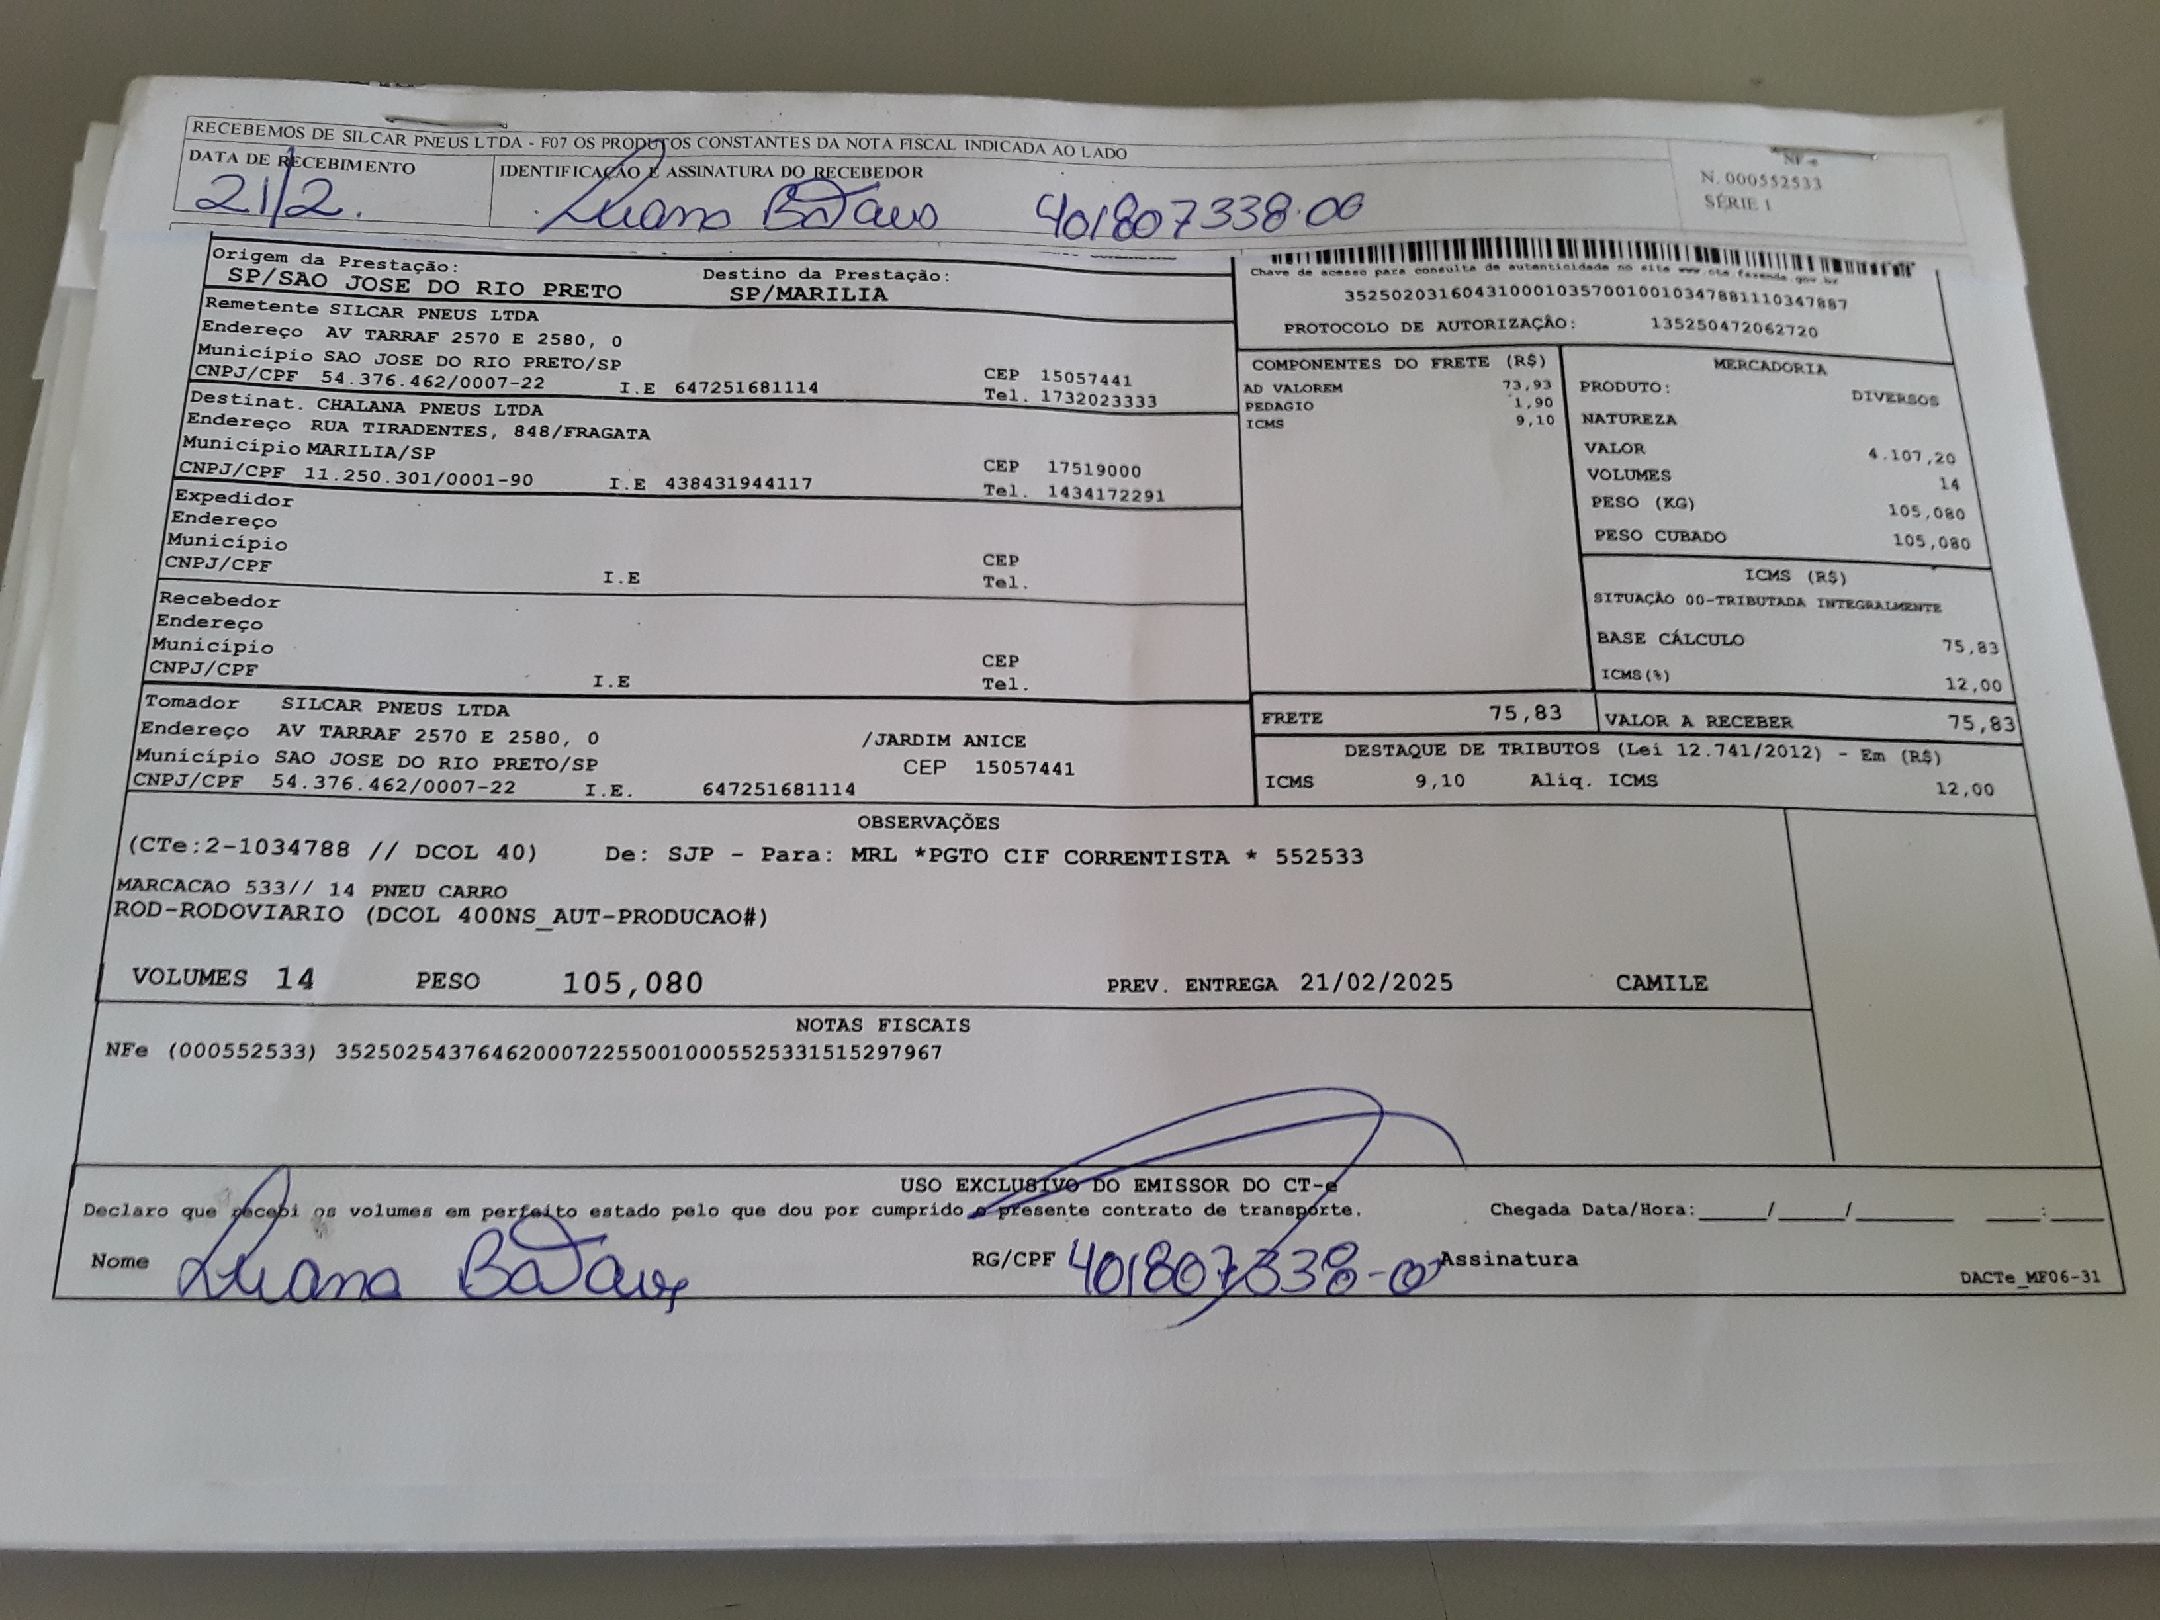 RECEBEMOS DE SILCAR PNEUS LTDA - F07 OS PRODUTOS CONSTANTES DA NOTA FISCAL INDICADA AO LADO
DATA DE RECEBIMENTO
21/2.
IDENTIFICAÇÃO E ASSINATURA DO RECEBEDOR
Luana 401807338-00
NF-e
N. 000552533
SÉRIE 1
Origem da Prestação:
SP/SAO JOSE DO RIO PRETO
Destino da Prestação:
SP/MARILIA
Remetente SILCAR PNEUS LTDA
Endereço AV TARRAF 2570 E 2580, 0
Município SAO JOSE DO RIO PRETO/SP CEP 15057441
CNPJ/CPF 54.376.462/0007-22 I.E 647251681114 Tel. 1732023333
Destinat. CHALANA PNEUS LTDA
Endereço RUA TIRADENTES, 848/FRAGATA
Município MARILIA/SP CEP 17519000
CNPJ/CPF 11.250.301/0001-90 I.E 438431944117 Tel. 1434172291
Expedidor
Endereço
Município CEP
CNPJ/CPF I.E Tel.
Recebedor
Endereço
Município CEP
CNPJ/CPF I.E Tel.
Tomador SILCAR PNEUS LTDA
Endereço AV TARRAF 2570 E 2580, 0 /JARDIM ANICE
Município SAO JOSE DO RIO PRETO/SP CEP 15057441
CNPJ/CPF 54.376.462/0007-22 I.E. 647251681114
Chave de acesso para consulta de autenticidade no site www.cte.fazenda.gov.br
35250203160431000103570010010347881110347887
PROTOCOLO DE AUTORIZAÇÃO: 135250472062720
COMPONENTES DO FRETE (R$)
AD VALOREM 73,93
PEDAGIO 1,90
ICMS 9,10
MERCADORIA
PRODUTO: DIVERSOS
NATUREZA
VALOR 4.107,20
VOLUMES 14
PESO (KG) 105,080
PESO CUBADO 105,080
ICMS (R$)
SITUAÇÃO 00-TRIBUTADA INTEGRALMENTE
BASE CÁLCULO 75,83
ICMS(%) 12,00
FRETE 75,83
VALOR A RECEBER 75,83
DESTAQUE DE TRIBUTOS (Lei 12.741/2012) - Em (R$)
ICMS 9,10 Aliq. ICMS 12,00
OBSERVAÇÕES
(CTe:2-1034788 // DCOL 40) De: SJP - Para: MRL *PGTO CIF CORRENTISTA * 552533
MARCACAO 533// 14 PNEU CARRO
ROD-RODOVIARIO (DCOL 400NS_AUT-PRODUCAO#)
VOLUMES 14 PESO 105,080 PREV. ENTREGA 21/02/2025 CAMILE
NOTAS FISCAIS
NFe (000552533) 35250254376462000722550010005525331515297967
USO EXCLUSIVO DO EMISSOR DO CT-e
Declaro que recebi os volumes em perfeito estado pelo que dou por cumprido o presente contrato de transporte. Chegada Data/Hora:_____/_____/_______ ____:____
Nome Luana RG/CPF 401807338-00 Assinatura
DACTe_MF06-31